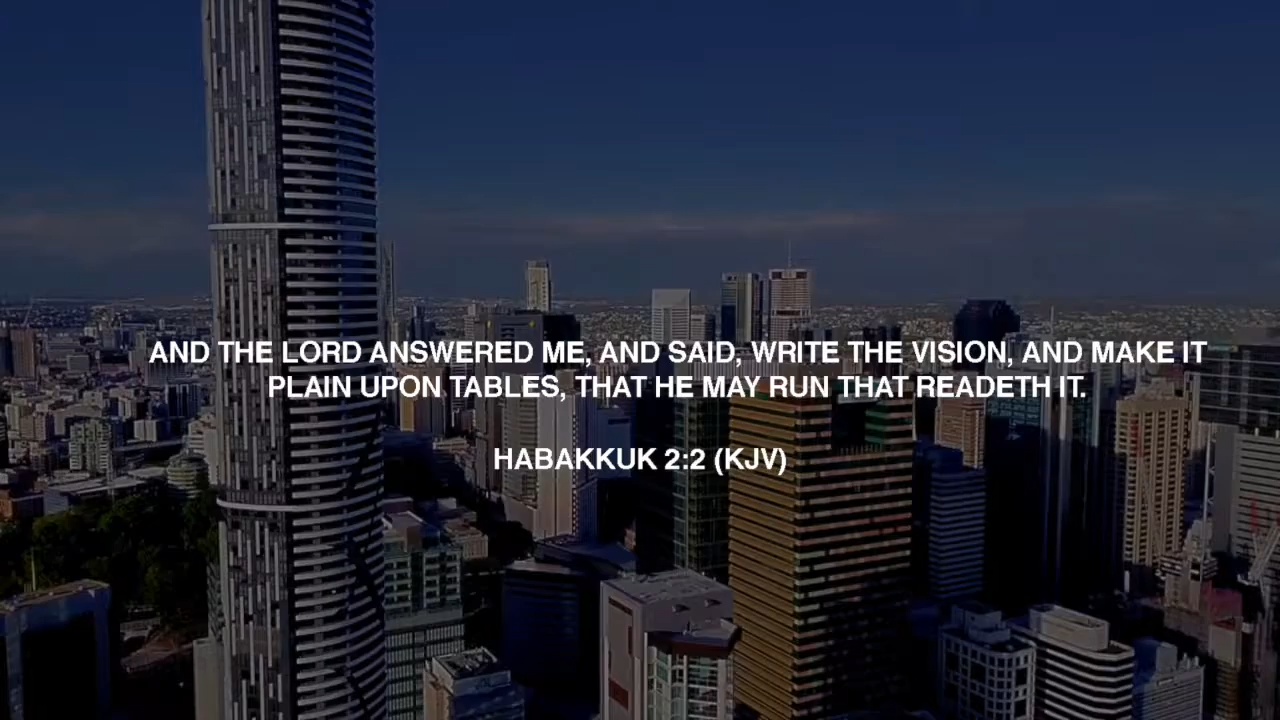 AND THE LORD ANSWERED ME, AND SAID, WRITE THE VISION, AND MAKE IT
PLAIN UPON TABLES, THAT HE MAY RUN THAT READETH IT.
HABAKKUK 2:2 (KJV)